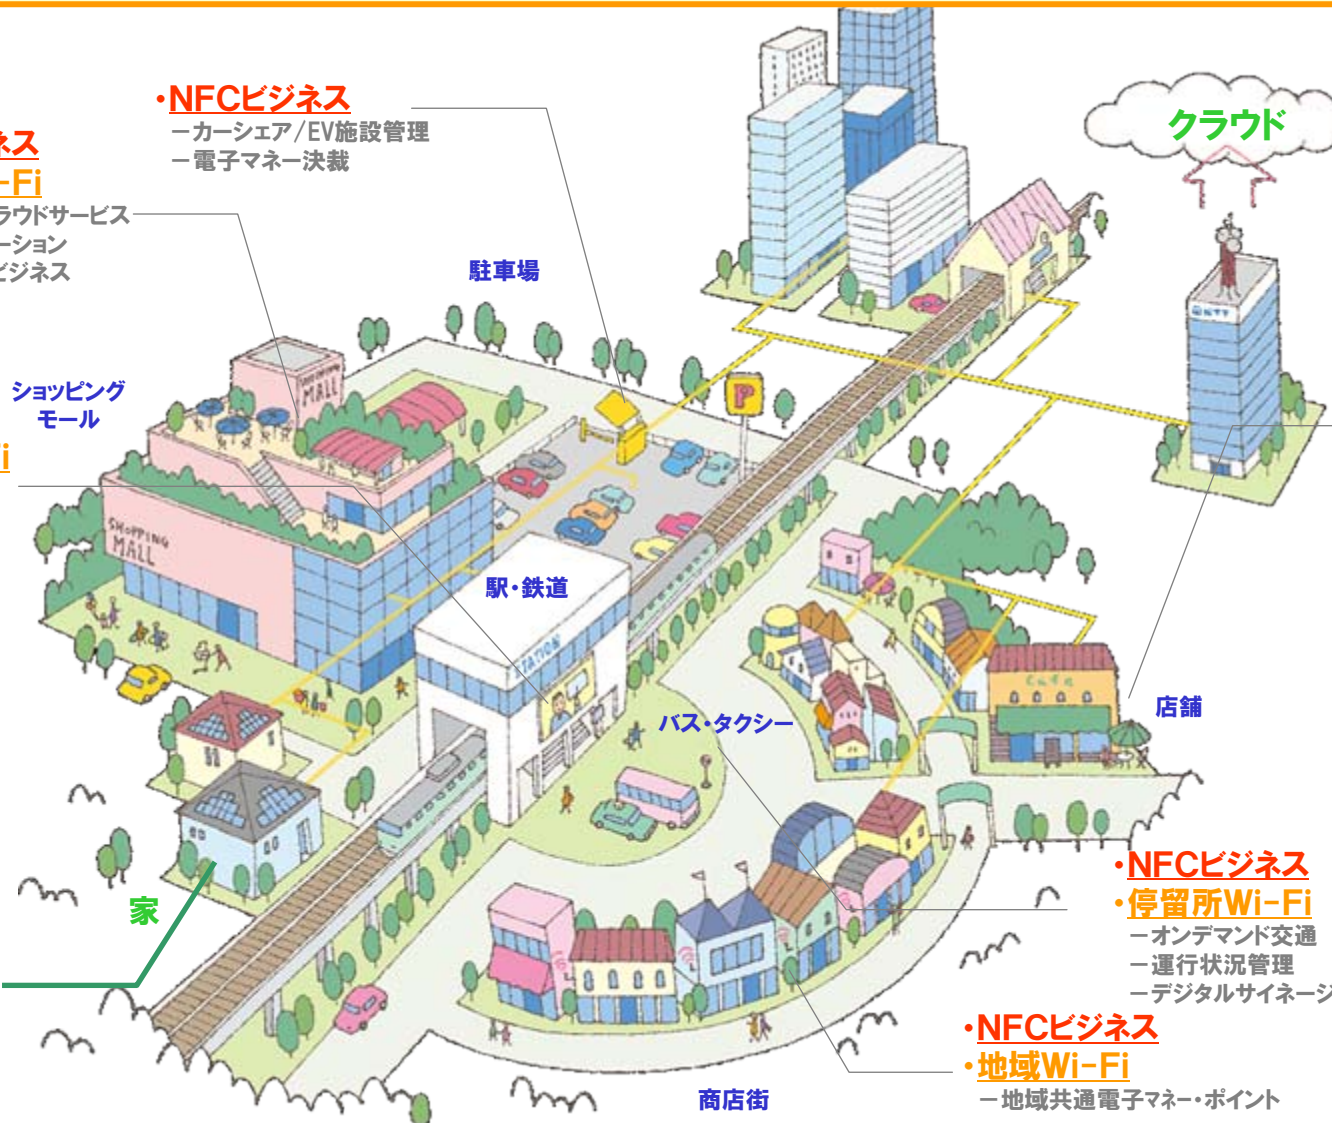 ・NFCビジネス
－カーシェア/EV施設管理
－電子マネー決裁
ネス
-Fi
ラウドサービス
ーション
ビジネス
クラウド
駐車場
ショッピング
モール
i
SHOPPING
MALL
SHOPPING
MALL
P
NTT
駅・鉄道
STATION
バス・タクシー
Cafe
店舗
家
・NFCビジネス
・停留所Wi-Fi
－オンデマンド交通
－運行状況管理
－デジタルサイネージ
・NFCビジネス
・地域Wi-Fi
－地域共通電子マネー・ポイント
商店街